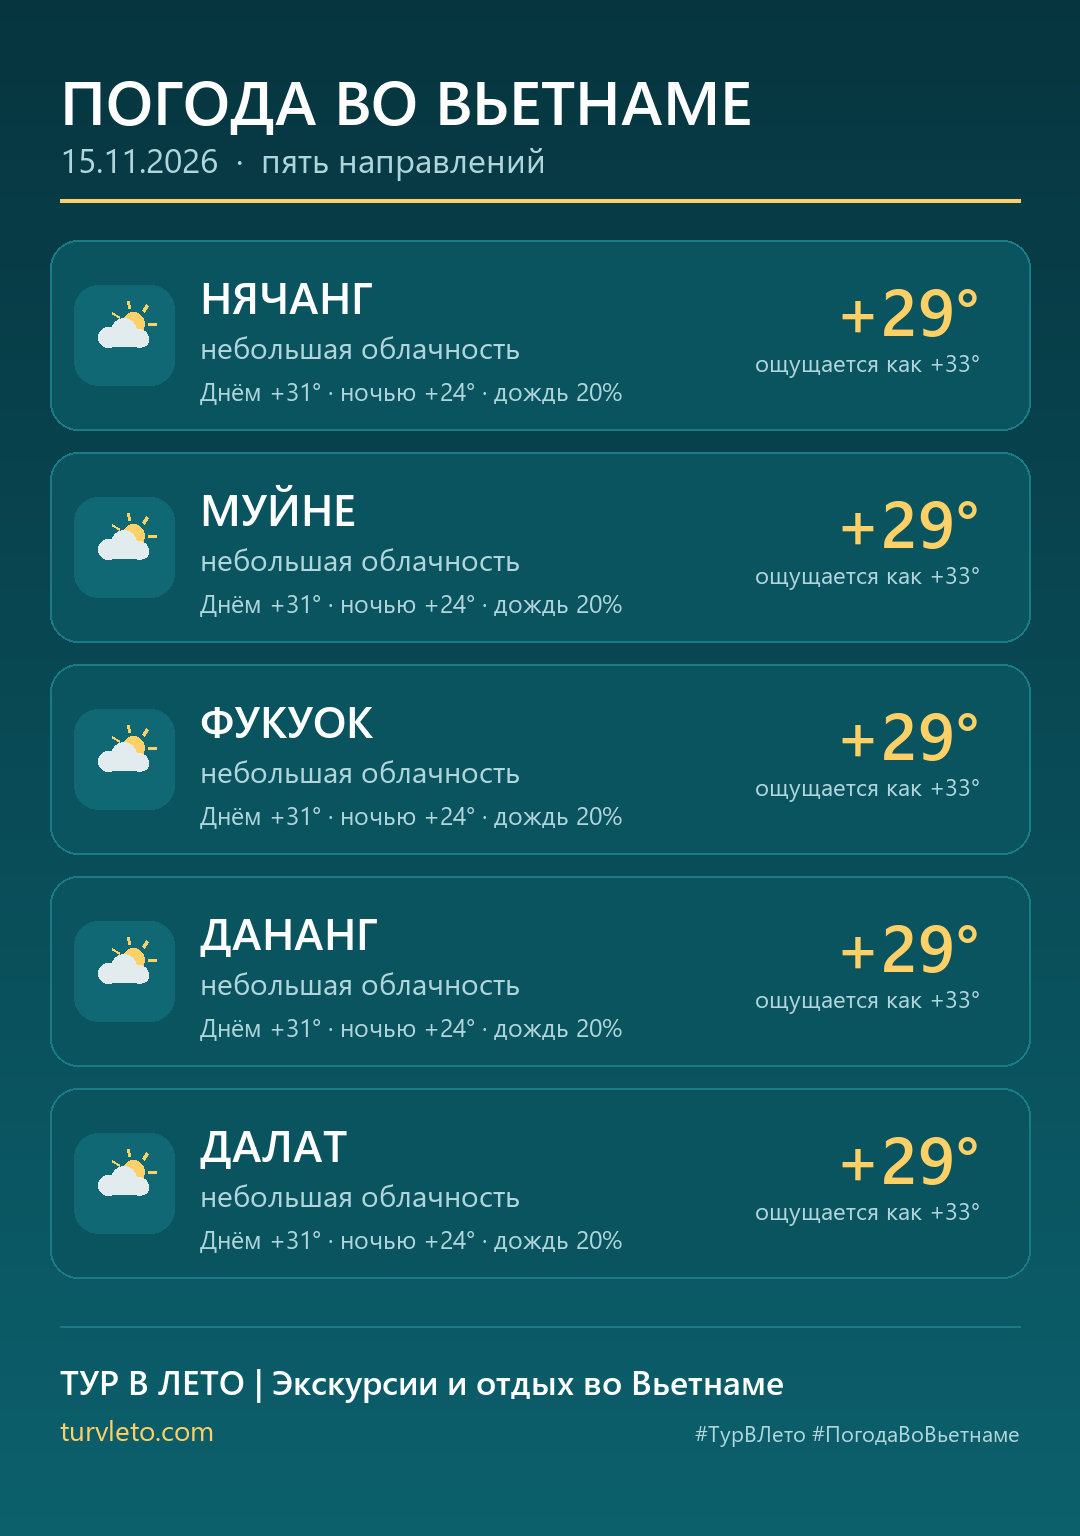 ПОГОДА ВО ВЬЕТНАМЕ
15.11.2026 · пять направлений
НЯЧАНГ
небольшая облачность
Днём +31° · ночью +24° · дождь 20%
+29°
ощущается как +33°
МУЙНЕ
небольшая облачность
Днём +31° · ночью +24° · дождь 20%
+29°
ощущается как +33°
ФУКУОК
небольшая облачность
Днём +31° · ночью +24° · дождь 20%
+29°
ощущается как +33°
ДАНАНГ
небольшая облачность
Днём +31° · ночью +24° · дождь 20%
+29°
ощущается как +33°
ДАЛАТ
небольшая облачность
Днём +31° · ночью +24° · дождь 20%
+29°
ощущается как +33°
ТУР В ЛЕТО | Экскурсии и отдых во Вьетнаме
turvleto.com
#ТурВЛето #ПогодаВоВьетнаме